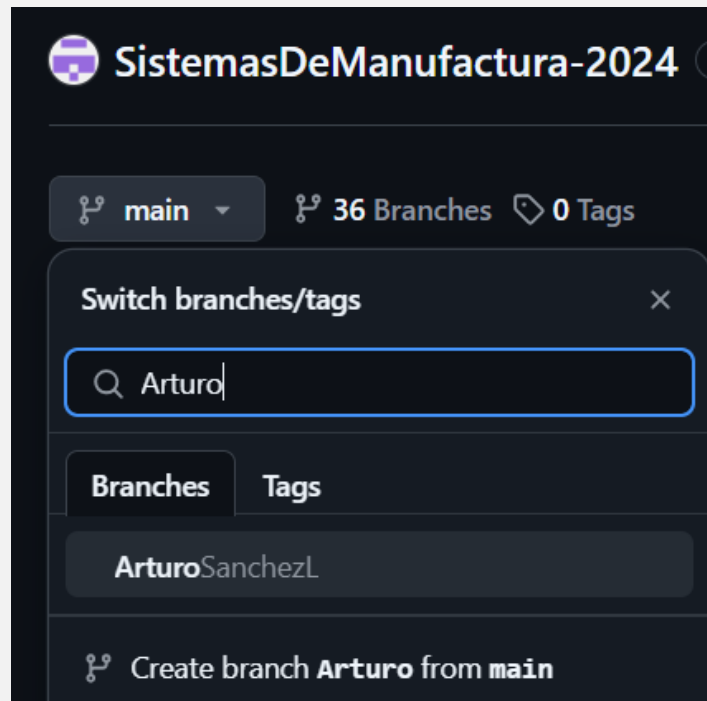 SistemasDeManufactura-2024
main 36 Branches 0 Tags
Switch branches/tags
Arturo
Branches Tags
ArturoSanchezL
Create branch Arturo from main